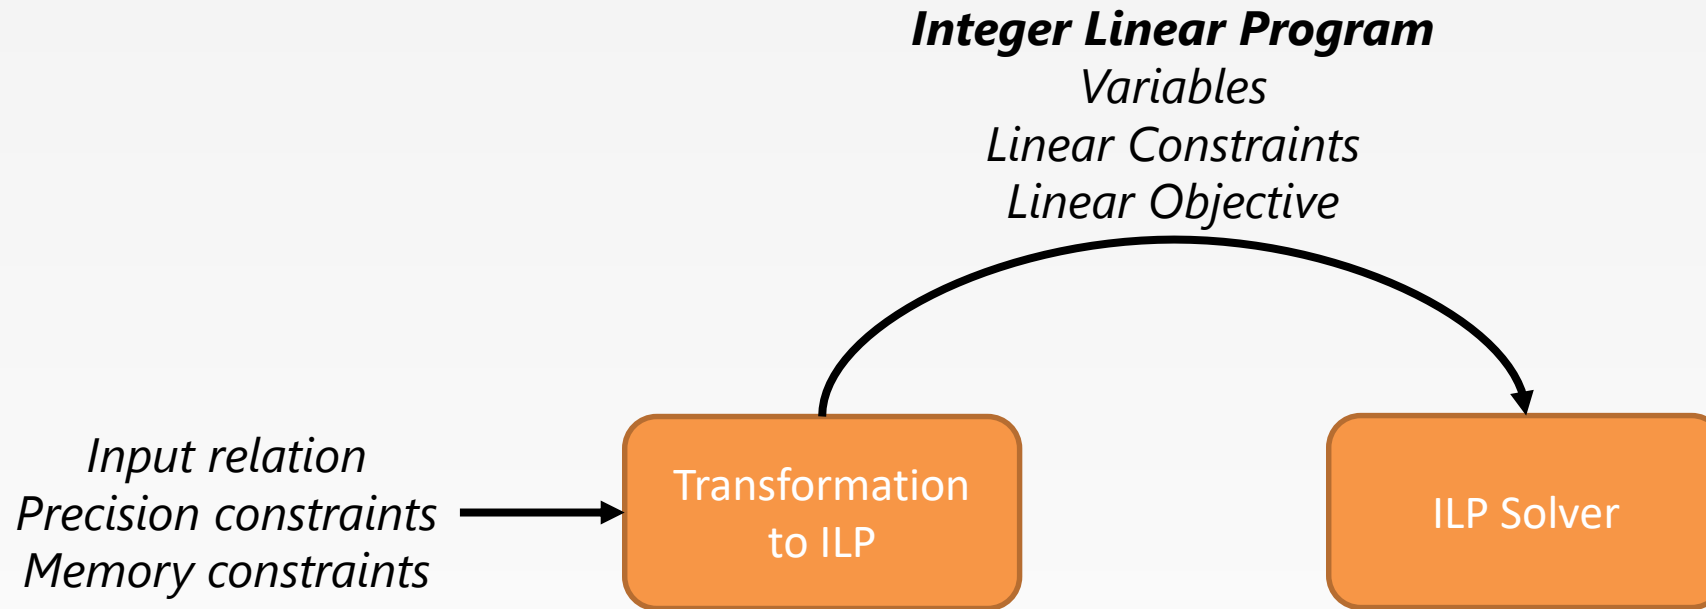 Integer Linear Program
Variables
Linear Constraints
Linear Objective
Input relation
Precision constraints
Memory constraints
Transformation
to ILP
ILP Solver